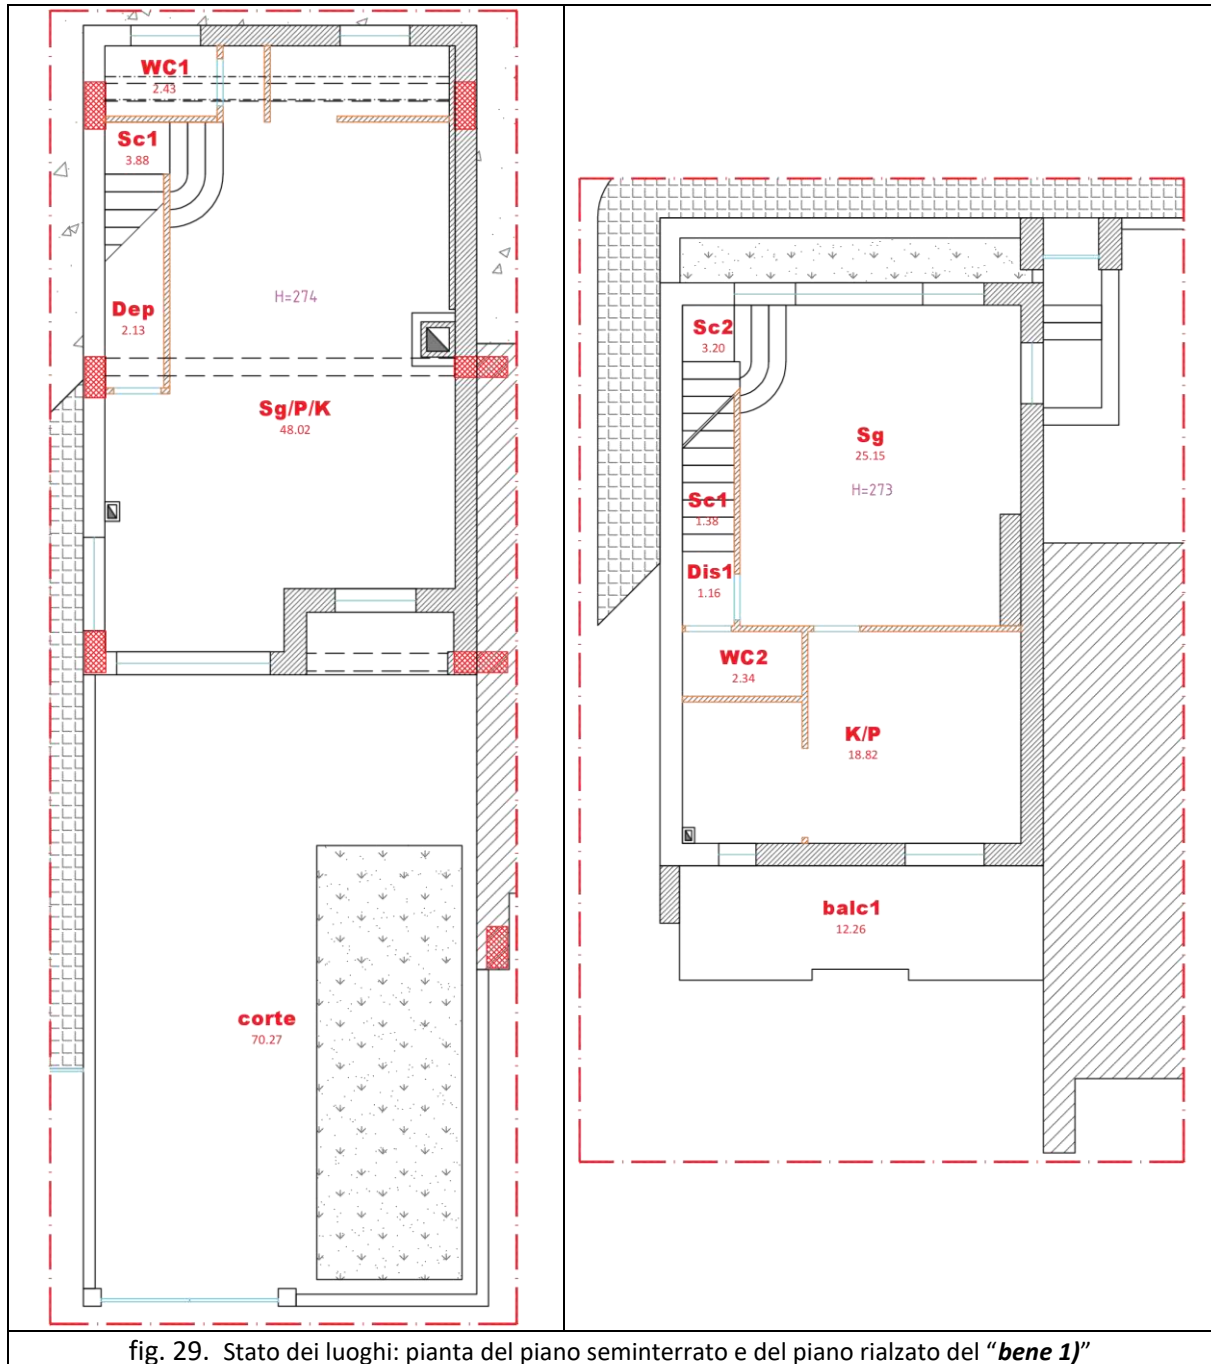 WC1
2.43
Sc1
3.88
Dep
2.13
H=274
Sg/P/K
48.02
corte
70.27
Sc2
3.20
Sg
25.15
H=273
Sc1
1.38
Dis1
1.16
WC2
2.34
K/P
18.82
balc1
12.26
fig. 29. Stato dei luoghi: pianta del piano seminterrato e del piano rialzato del “bene 1)”